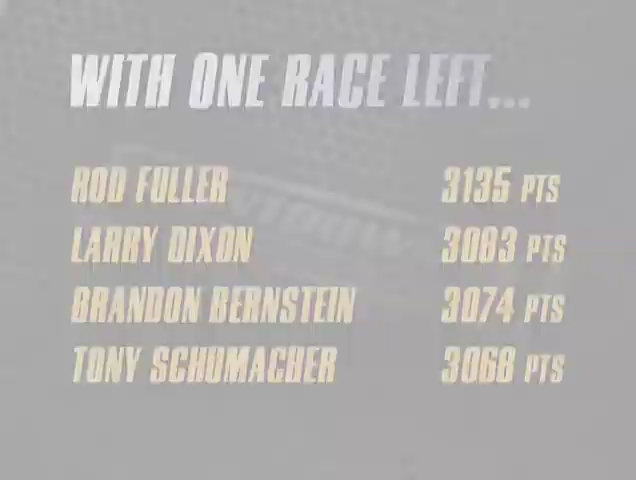 WITH ONE RACE LEFT...
ROD FULLER 3135 PTS
LARRY DIXON 3083 PTS
BRANDON BERNSTEIN 3074 PTS
TONY SCHUMACHER 3068 PTS